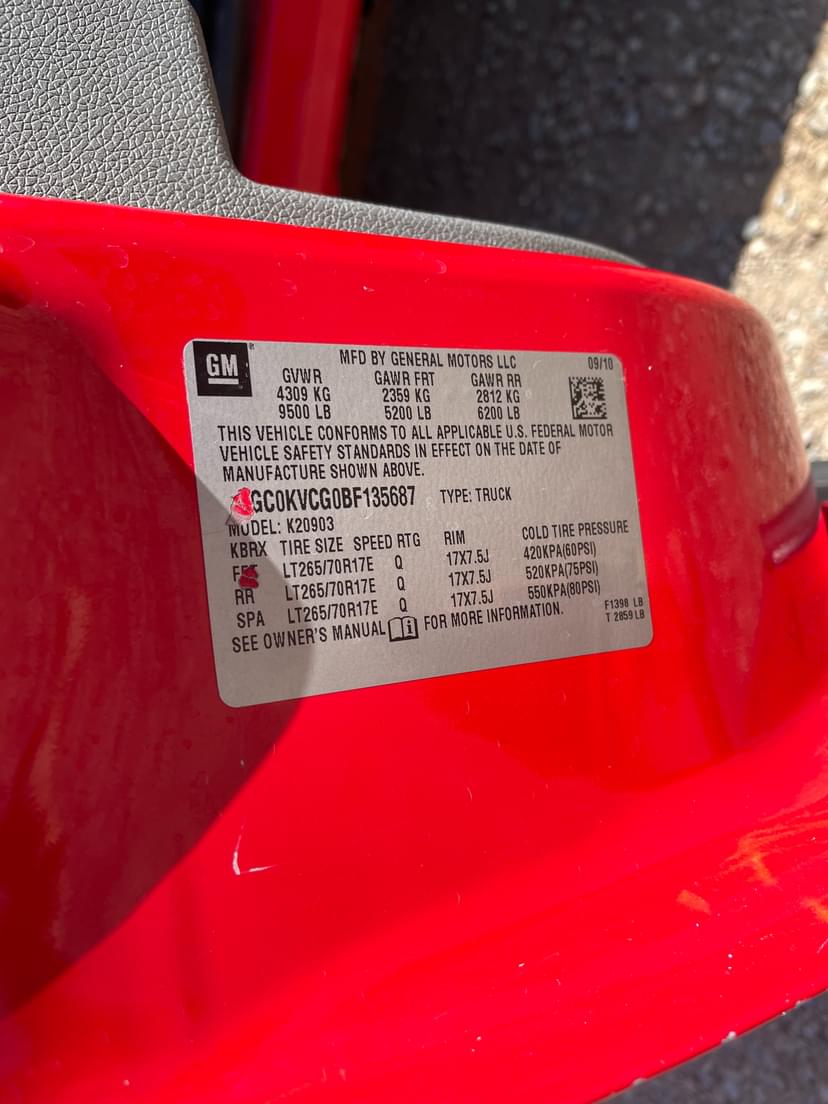 GM
MFD BY GENERAL MOTORS LLC 09/10
GVWR GAWR FRT GAWR RR
4309 KG 2359 KG 2812 KG
9500 LB 5200 LB 6200 LB
THIS VEHICLE CONFORMS TO ALL APPLICABLE U.S. FEDERAL MOTOR
VEHICLE SAFETY STANDARDS IN EFFECT ON THE DATE OF
MANUFACTURE SHOWN ABOVE.
GC0KVCG0BF135687 TYPE: TRUCK
MODEL: K20903
KBRX TIRE SIZE SPEED RTG RIM COLD TIRE PRESSURE
LT265/70R17E Q 17X7.5J 420KPA(60PSI)
RR LT265/70R17E Q 17X7.5J 520KPA(75PSI)
SPA LT265/70R17E Q 17X7.5J 550KPA(80PSI)
SEE OWNER'S MANUAL FOR MORE INFORMATION.
F1398 LB
T 2859 LB